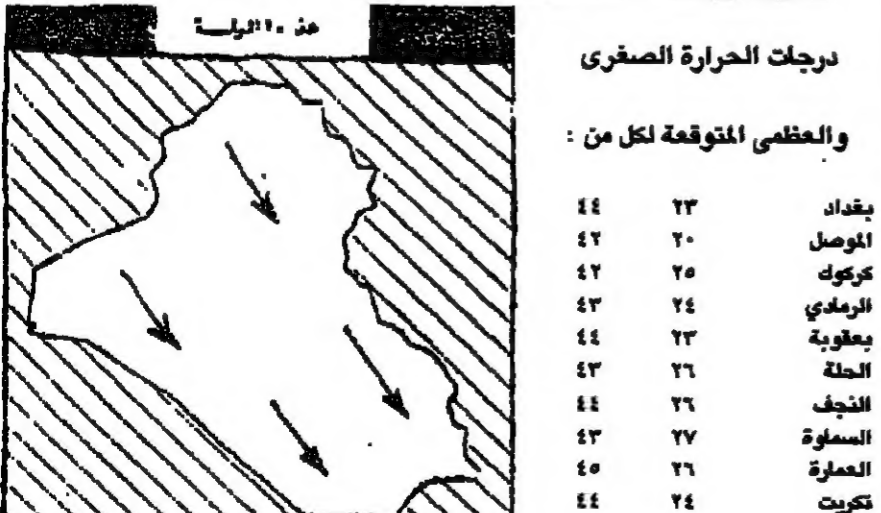 درجات الحرارة الصغرى
والعظمى المتوقعة لكل من :
بغداد ٢٣ ٤٤
الموصل ٢٠ ٤٢
كركوك ٢٥ ٤٢
الرمادي ٢٤ ٤٣
بعقوبة ٢٣ ٤٤
الحلة ٢٦ ٤٣
النجف ٢٦ ٤٤
السماوة ٢٧ ٤٣
العمارة ٢٦ ٤٥
تكريت ٢٤ ٤٤